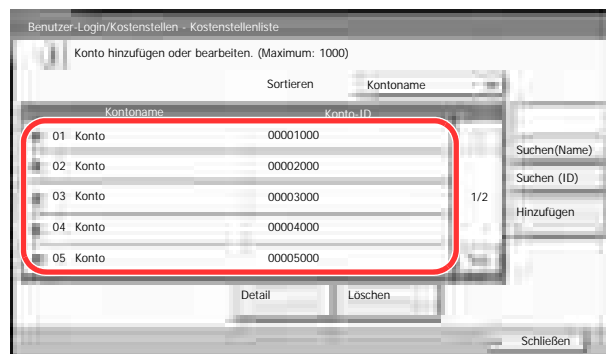 Benutzer-Login/Kostenstellen - Kostenstellenliste
Konto hinzufügen oder bearbeiten. (Maximum: 1000)
Sortieren Kontoname
Kontoname Konto-ID
01 Konto 00001000
02 Konto 00002000
03 Konto 00003000
04 Konto 00004000
05 Konto 00005000
1/2
Suchen(Name)
Suchen (ID)
Hinzufügen
Detail Löschen
Schließen